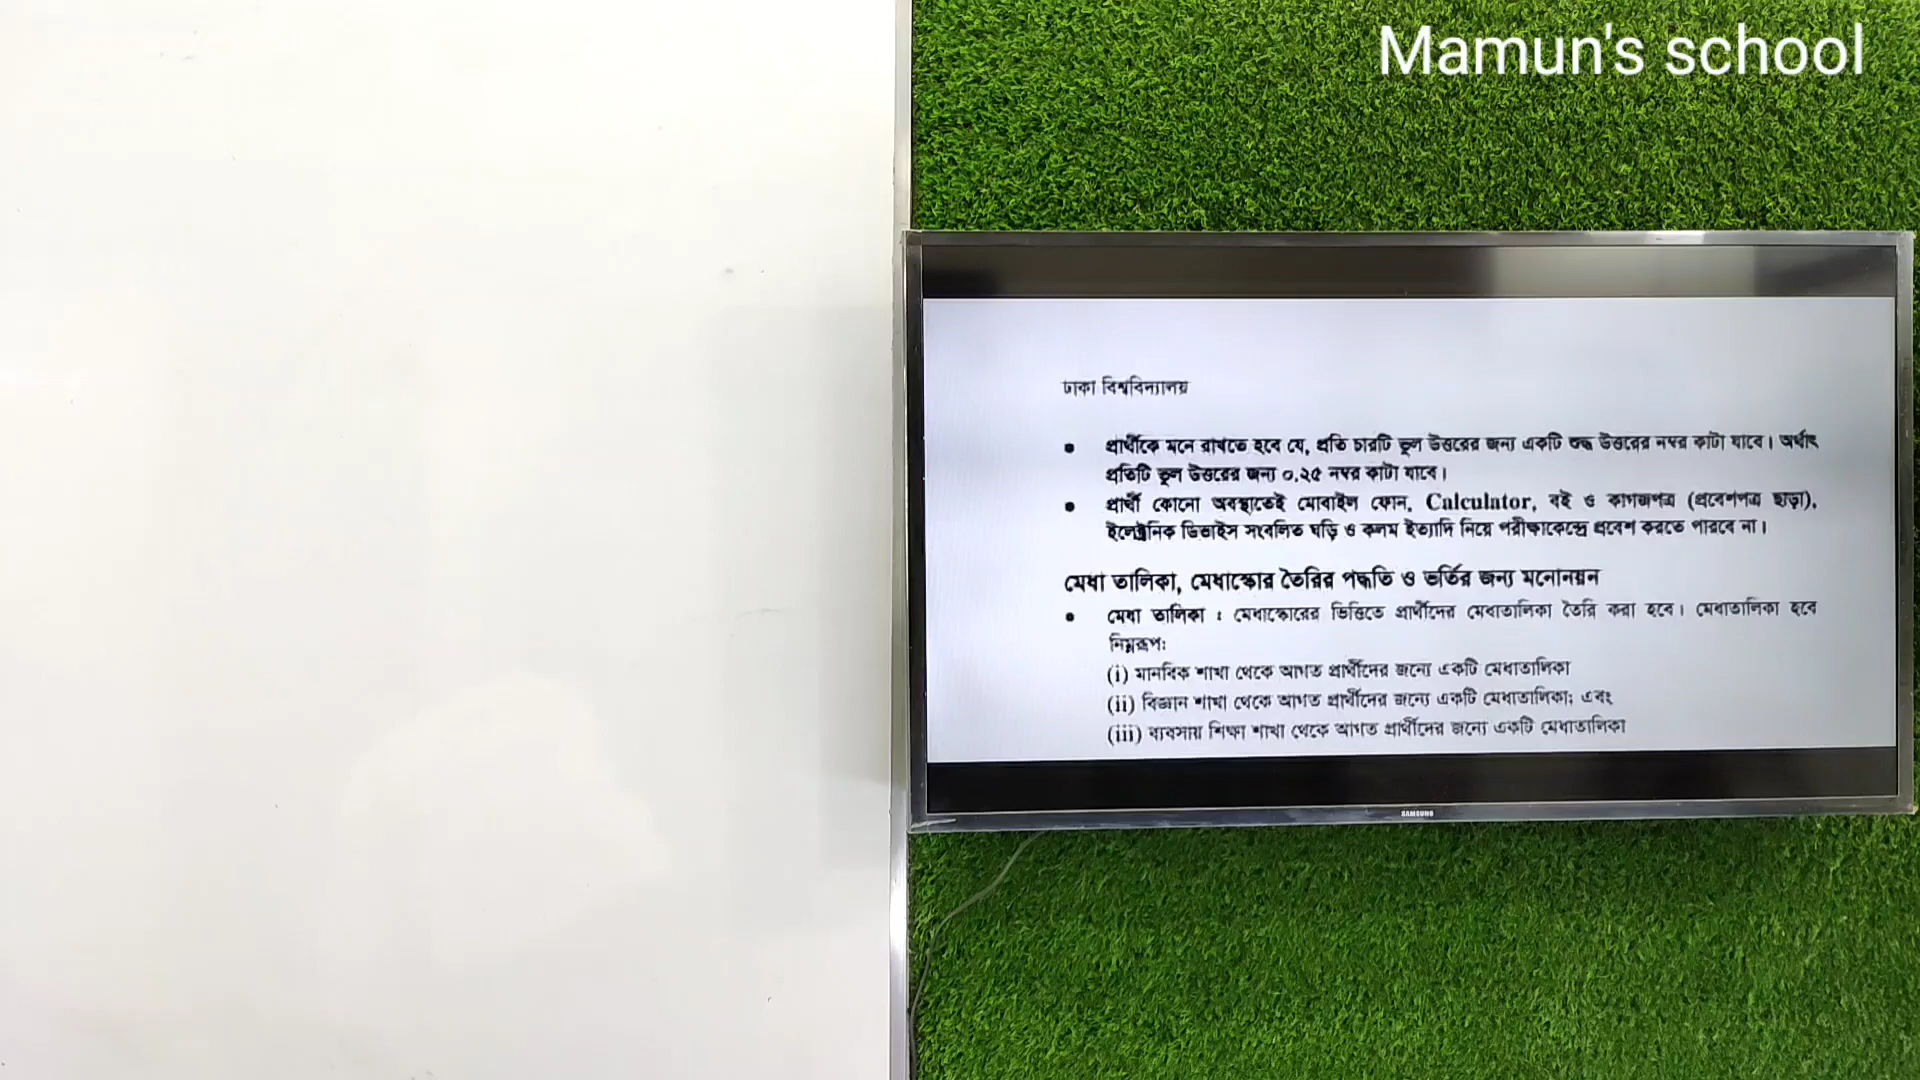 Mamun's school
ঢাকা বিশ্ববিদ্যালয়
● প্রার্থীকে মনে রাখতে হবে যে, প্রতি চারটি ভুল উত্তরের জন্য একটি শুদ্ধ উত্তরের নম্বর কাটা যাবে। অর্থাৎ
প্রতিটি ভুল উত্তরের জন্য ০.২৫ নম্বর কাটা যাবে।
● প্রার্থী কোনো অবস্থাতেই মোবাইল ফোন, Calculator, বই ও কাগজপত্র (প্রবেশপত্র ছাড়া),
ইলেক্ট্রনিক ডিভাইস সংবলিত ঘড়ি ও কলম ইত্যাদি নিয়ে পরীক্ষাকেন্দ্রে প্রবেশ করতে পারবে না।
মেধা তালিকা, মেধাস্কোর তৈরির পদ্ধতি ও ভর্তির জন্য মনোনয়ন
● মেধা তালিকা : মেধাস্কোরের ভিত্তিতে প্রার্থীদের মেধাতালিকা তৈরি করা হবে। মেধাতালিকা হবে
নিম্নরূপ:
(i) মানবিক শাখা থেকে আগত প্রার্থীদের জন্যে একটি মেধাতালিকা
(ii) বিজ্ঞান শাখা থেকে আগত প্রার্থীদের জন্যে একটি মেধাতালিকা; এবং
(iii) ব্যবসায় শিক্ষা শাখা থেকে আগত প্রার্থীদের জন্যে একটি মেধাতালিকা
SAMSUNG